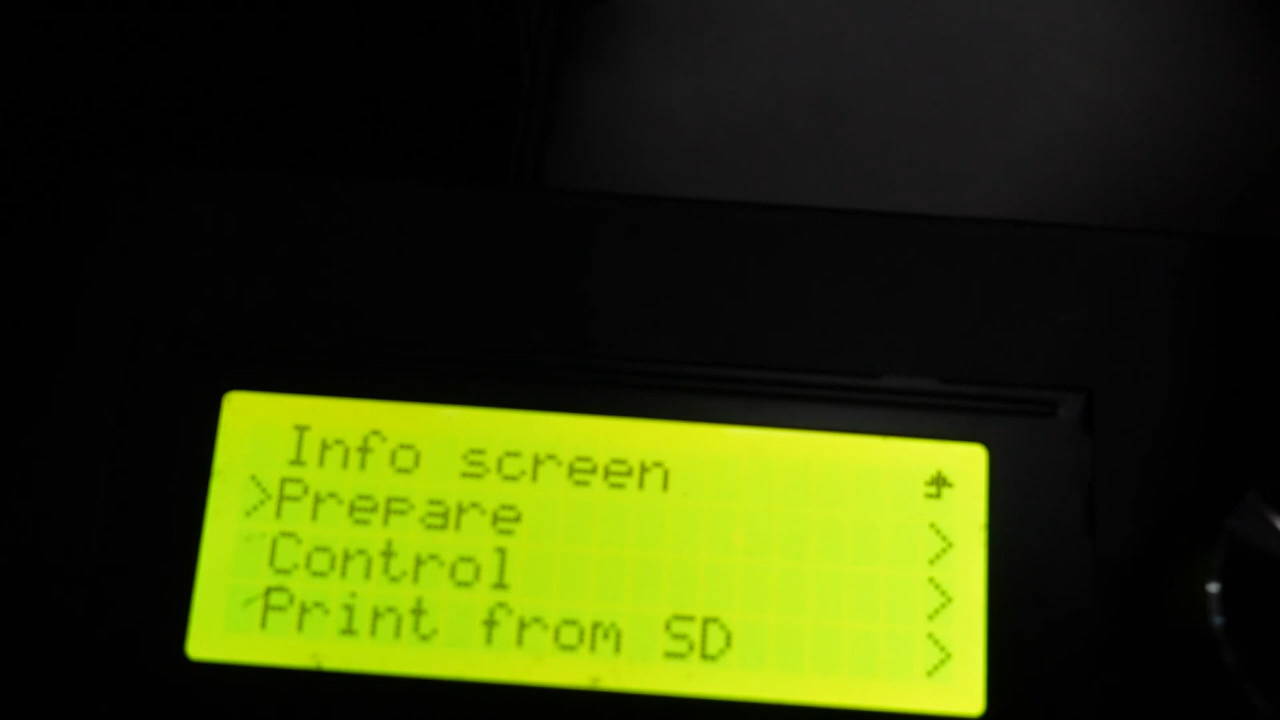 Info screen
>Prepare >
Control >
Print from SD >